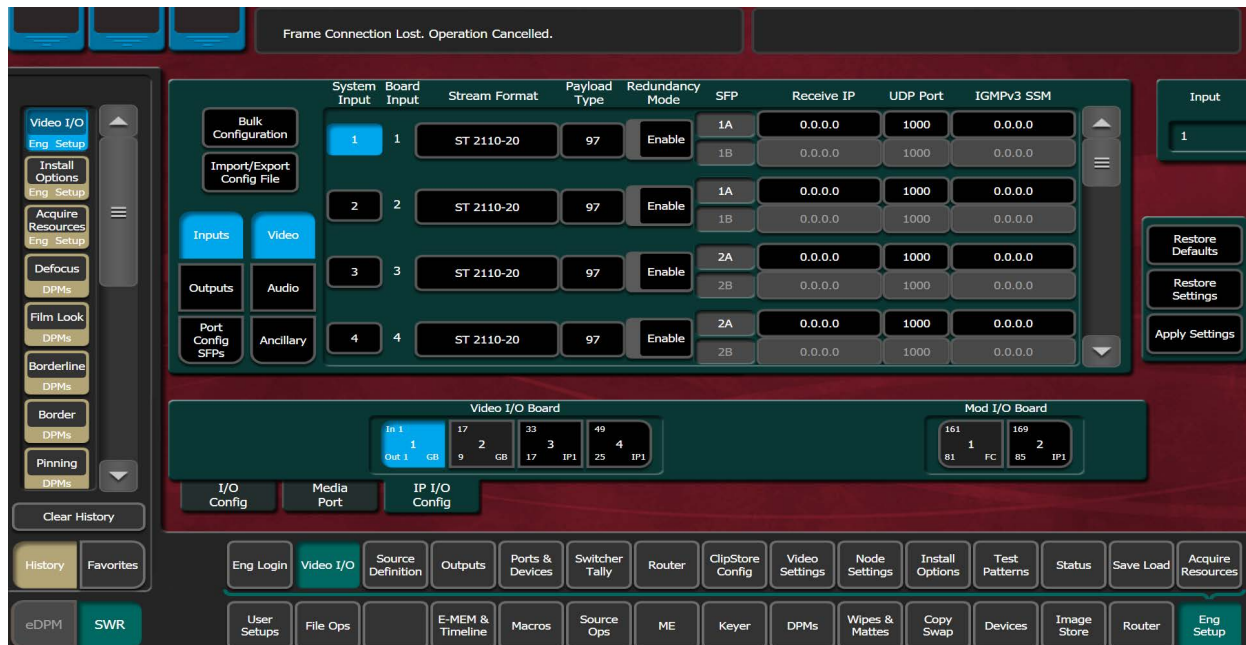 Frame Connection Lost. Operation Cancelled.
Video I/O
Eng Setup
Install
Options
Eng Setup
Acquire
Resources
Eng Setup
Defocus
DPMs
Film Look
DPMs
Borderline
DPMs
Border
DPMs
Pinning
DPMs
Clear History
History Favorites
eDPM SWR
Bulk
Configuration
Import/Export
Config File
Inputs Video
Outputs Audio
Port
Config
SFPs
Ancillary
System
Input
Board
Input
Stream Format
Payload
Type
Redundancy
Mode
SFP Receive IP UDP Port IGMPv3 SSM
1 1 ST 2110-20 97 Enable 1A 0.0.0.0 1000 0.0.0.0
1B 0.0.0.0 1000 0.0.0.0
2 2 ST 2110-20 97 Enable 1A 0.0.0.0 1000 0.0.0.0
1B 0.0.0.0 1000 0.0.0.0
3 3 ST 2110-20 97 Enable 2A 0.0.0.0 1000 0.0.0.0
2B 0.0.0.0 1000 0.0.0.0
4 4 ST 2110-20 97 Enable 2A 0.0.0.0 1000 0.0.0.0
2B 0.0.0.0 1000 0.0.0.0
Input
1
Restore
Defaults
Restore
Settings
Apply Settings
Video I/O Board
In 1
1
Out 1 GB
17
2
9 GB
33
3
17 IP1
49
4
25 IP1
Mod I/O Board
161
1
81 FC
169
2
85 IP1
I/O
Config
Media
Port
IP I/O
Config
Eng Login
Video I/O
Source
Definition
Outputs
Ports &
Devices
Switcher
Tally
Router
ClipStore
Config
Video
Settings
Node
Settings
Install
Options
Test
Patterns
Status
Save Load
Acquire
Resources
User
Setups
File Ops
E-MEM &
Timeline
Macros
Source
Ops
ME
Keyer
DPMs
Wipes &
Mattes
Copy
Swap
Devices
Image
Store
Router
Eng
Setup